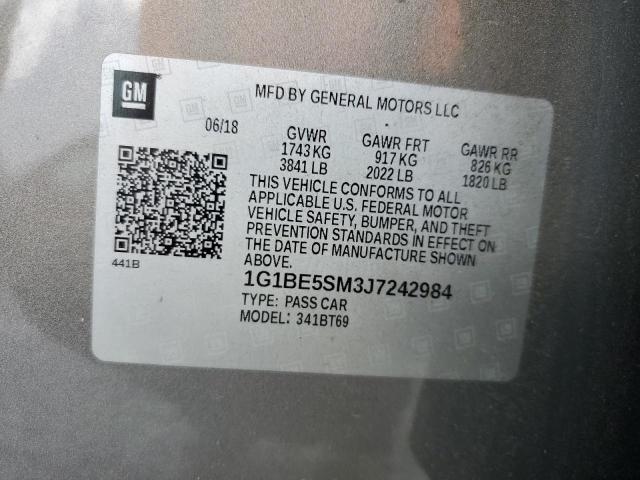 GM
MFD BY GENERAL MOTORS LLC
06/18
GVWR
1743 KG
3841 LB
GAWR FRT
917 KG
2022 LB
GAWR RR
826 KG
1820 LB
THIS VEHICLE CONFORMS TO ALL
APPLICABLE U.S. FEDERAL MOTOR
VEHICLE SAFETY, BUMPER, AND THEFT
PREVENTION STANDARDS IN EFFECT ON
THE DATE OF MANUFACTURE SHOWN
ABOVE.
441B
1G1BE5SM3J7242984
TYPE: PASS CAR
MODEL: 341BT69